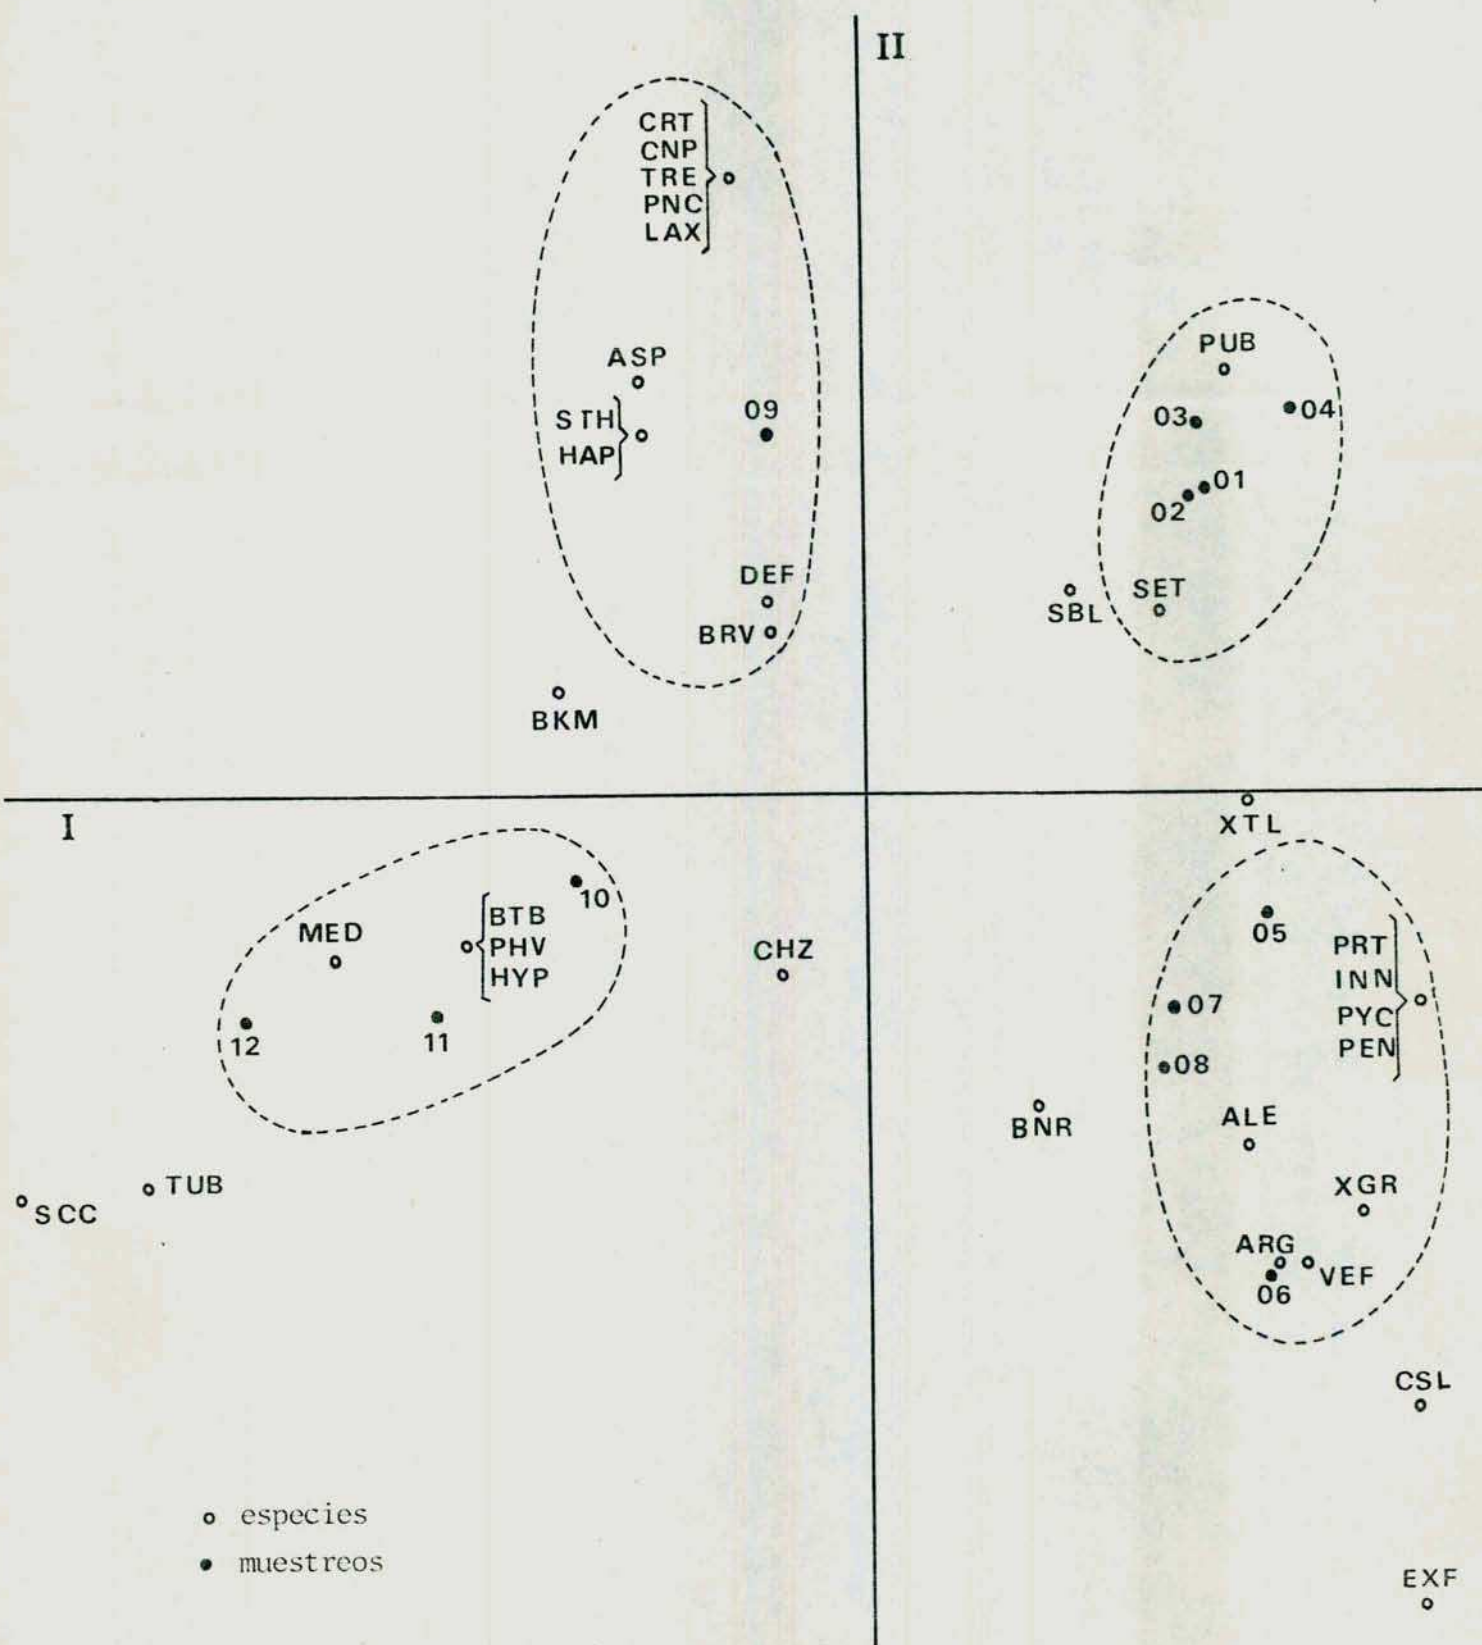 II
CRT
CNP
TRE
PNC
LAX
PUB
ASP
03
04
STH
HAP
09
01
02
DEF
SET
SBL
BRV
BKM
I
XTL
10
MED
BTB
PHV
HYP
CHZ
05
PRT
INN
PYC
PEN
07
12
11
08
BNR
ALE
TUB
SCC
XGR
ARG
VEF
06
CSL
especies
muestreos
EXF